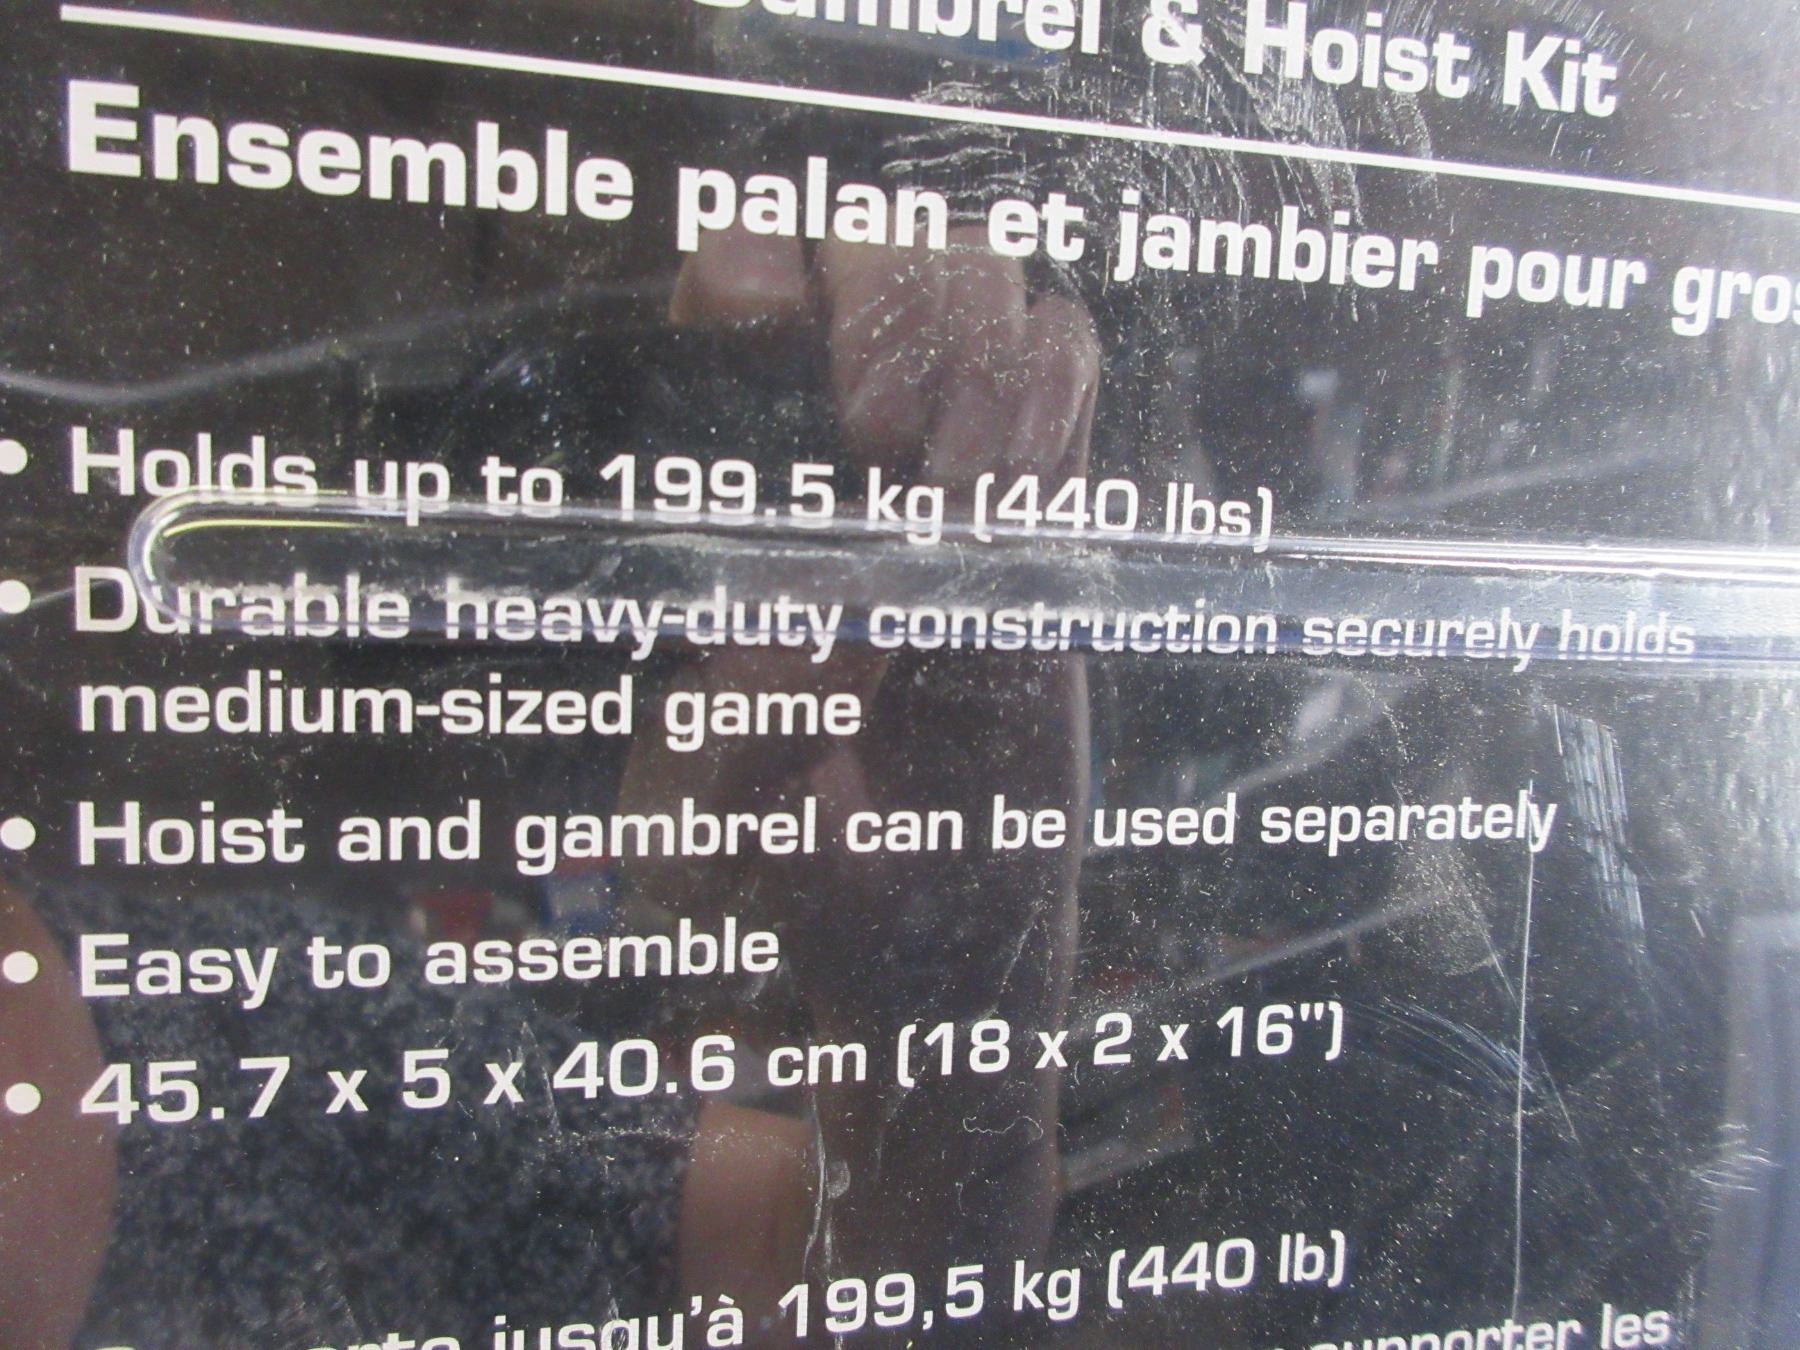 & Hoist Kit
Ensemble palan et jambier pour
• Holds up to 199.5 kg (440 lbs)
• Durable heavy-duty construction securely holds
medium-sized game
• Hoist and gambrel can be used separately
• Easy to assemble
• 45.7 x 5 x 40.6 cm (18 x 2 x 16")
jusqu'à 199,5 kg (440 lb)
supporter les